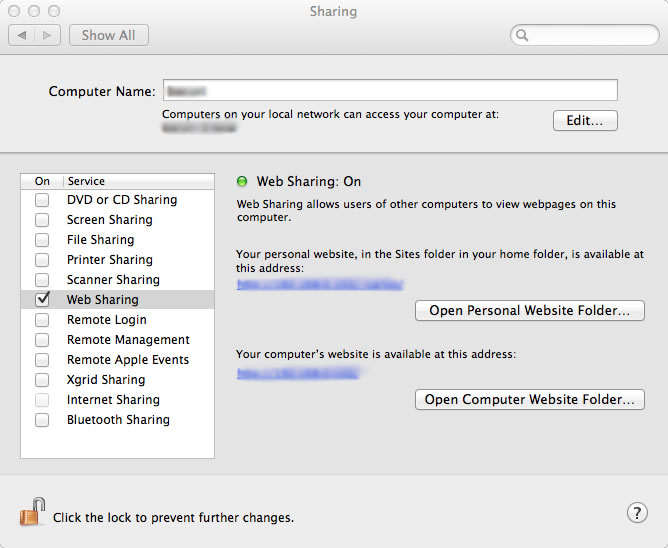 Sharing
Show All
Computer Name:
Computers on your local network can access your computer at:
Edit...
On Service
DVD or CD Sharing
Screen Sharing
File Sharing
Printer Sharing
Scanner Sharing
Web Sharing
Remote Login
Remote Management
Remote Apple Events
Xgrid Sharing
Internet Sharing
Bluetooth Sharing
Web Sharing: On
Web Sharing allows users of other computers to view webpages on this
computer.
Your personal website, in the Sites folder in your home folder, is available at
this address:
Open Personal Website Folder...
Your computer's website is available at this address:
Open Computer Website Folder...
Click the lock to prevent further changes.
?